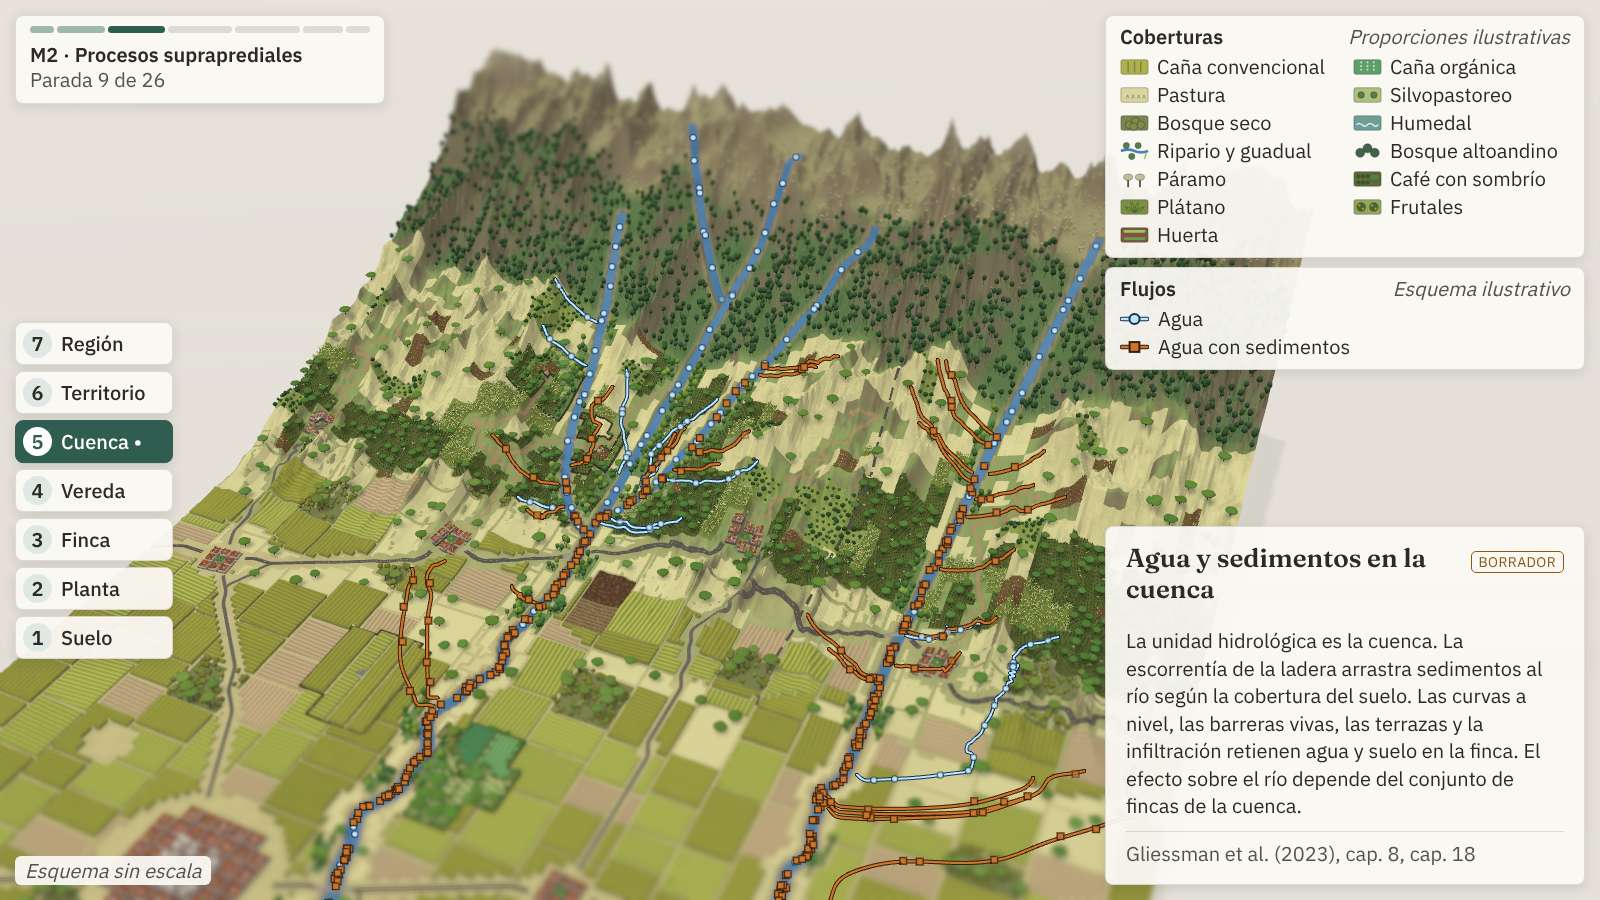 M2 · Procesos supraprediales
Parada 9 de 26
Coberturas
Proporciones ilustrativas
Caña convencional
Caña orgánica
Pastura
Silvopastoreo
Bosque seco
Humedal
Ripario y guadual
Bosque altoandino
Páramo
Café con sombrío
Plátano
Frutales
Huerta
Flujos
Esquema ilustrativo
Agua
Agua con sedimentos
7 Región
6 Territorio
5 Cuenca •
4 Vereda
3 Finca
2 Planta
1 Suelo
Agua y sedimentos en la
cuenca
BORRADOR
La unidad hidrológica es la cuenca. La
escorrentía de la ladera arrastra sedimentos al
río según la cobertura del suelo. Las curvas a
nivel, las barreras vivas, las terrazas y la
infiltración retienen agua y suelo en la finca. El
efecto sobre el río depende del conjunto de
fincas de la cuenca.
Gliessman et al. (2023), cap. 8, cap. 18
Esquema sin escala